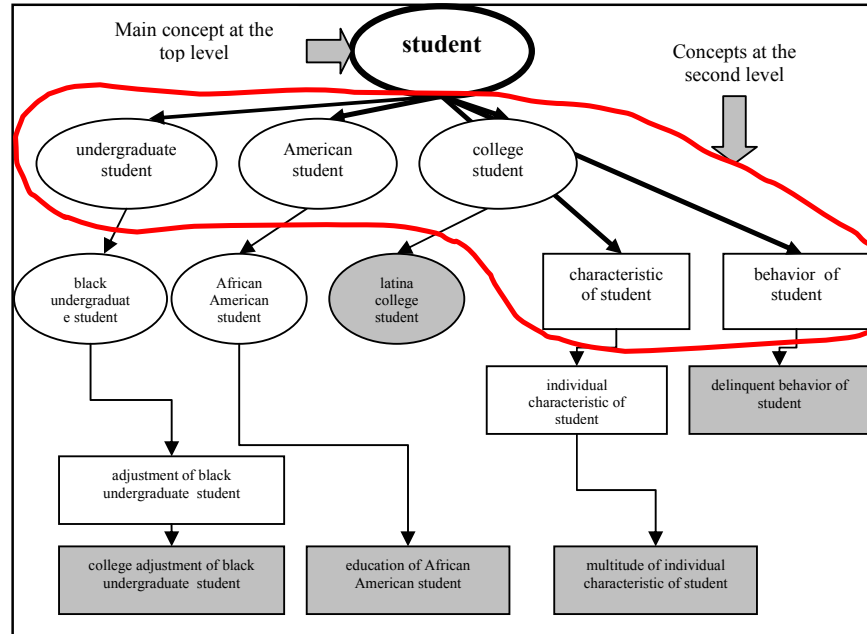 Main concept at the
top level
student
Concepts at the
second level
undergraduate
student
American
student
college
student
black
undergraduat
e student
African
American
student
latina
college
student
characteristic
of student
behavior of
student
individual
characteristic of
student
delinquent behavior of
student
adjustment of black
undergraduate student
college adjustment of black
undergraduate student
education of African
American student
multitude of individual
characteristic of student